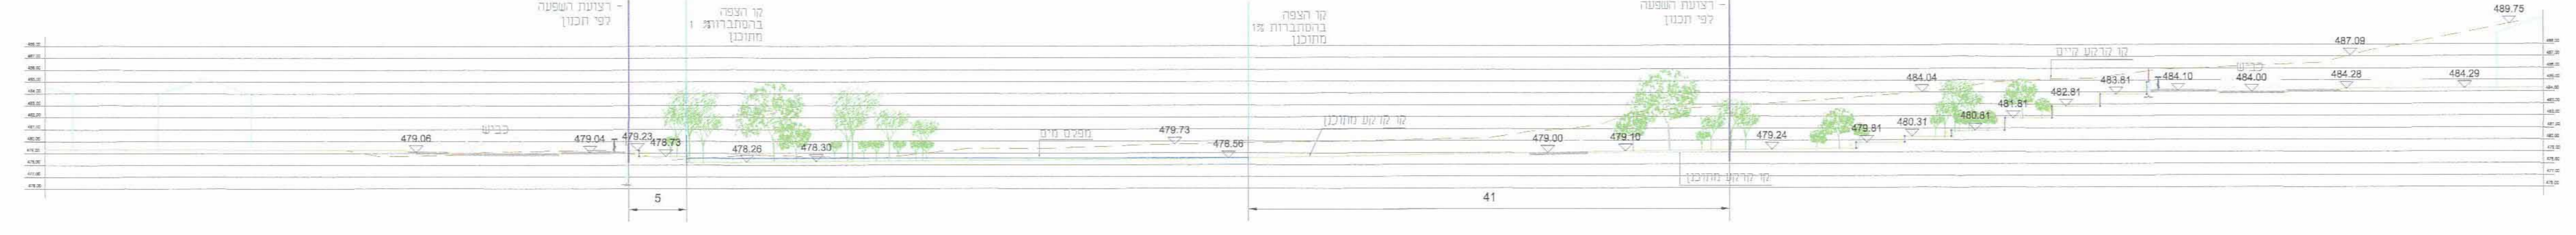 - רצועת השפעה
לפי תכנון
קו הצפה
בהסתברות 1%
מתוכנן
קו הצפה
בהסתברות 1%
מתוכנן
- רצועת השפעה
לפי תכנון
489.75
487.09
קו קרקע קיים
כביש
484.04
483.81
484.10
484.00
484.28
484.29
482.81
481.81
480.81
480.31
479.81
כביש
479.06
479.04
479.23
478.73
478.26
478.30
מפלס מים
479.73
478.56
קו קרקע מתוכנן
479.00
479.10
479.24
קו קרקע מתוכנן
5
41